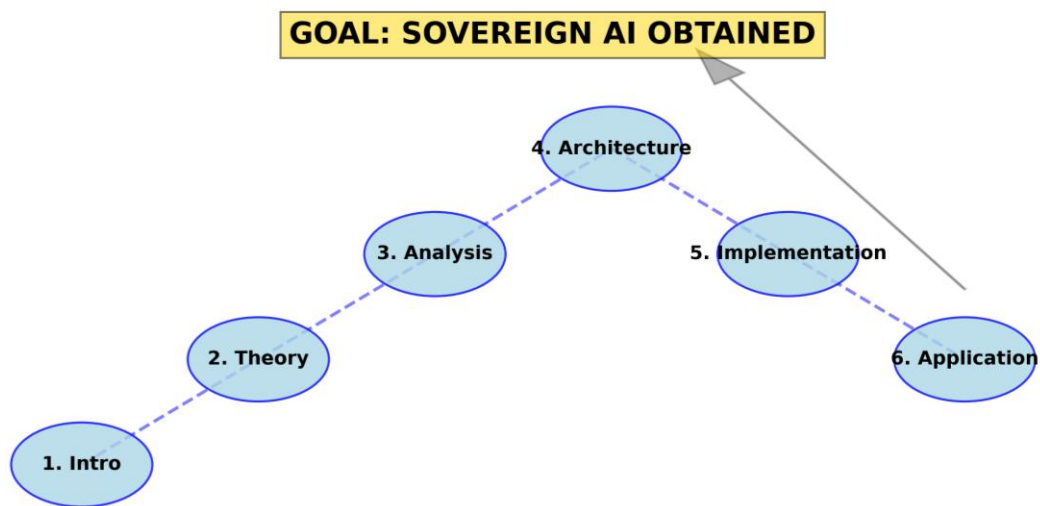 GOAL: SOVEREIGN AI OBTAINED
4. Architecture
3. Analysis
5. Implementation
2. Theory
6. Application
1. Intro